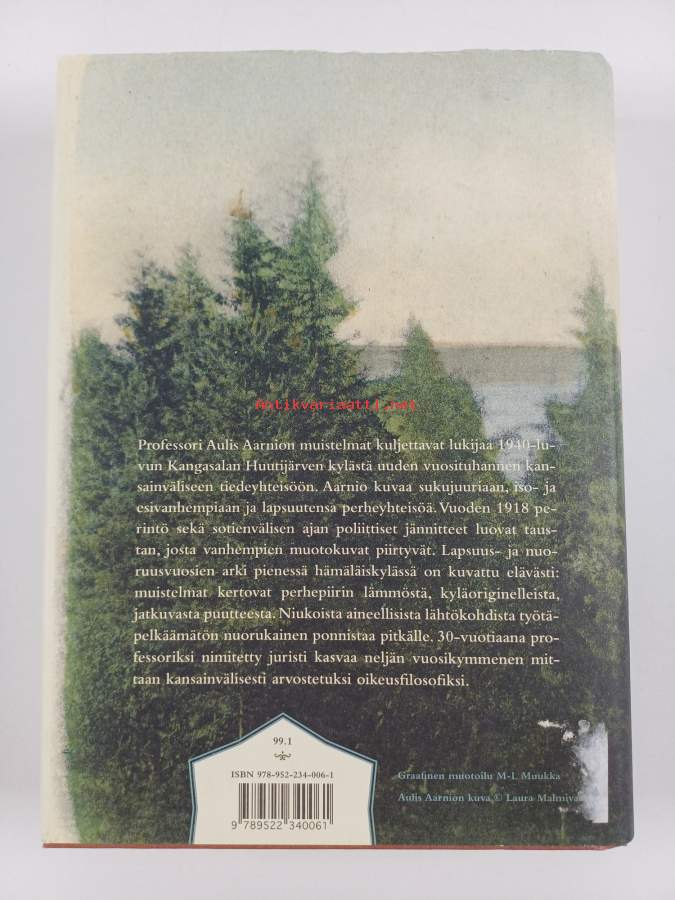 Antikvariaatti.net
Professori Aulis Aarnion muistelmat kuljettavat lukijaa 1940-lu-
vun Kangasalan Huutijärven kylästä uuden vuosituhannen kan-
sainväliseen tiedeyhteisöön. Aarnio kuvaa sukujuuriaan, iso- ja
esivanhempiaan ja lapsuutensa perheyhteisöä. Vuoden 1918 pe-
rintö sekä sotienvälisen ajan poliittiset jännitteet luovat taus-
tan, josta vanhempien muotokuvat piirtyvät. Lapsuus- ja nuo-
ruusvuosien arki pienessä hämäläiskylässä on kuvattu elävästi:
muistelmat kertovat perhepiirin lämmöstä, kyläoriginelleista,
jatkuvasta puutteesta. Niukoista aineellisista lähtökohdista työtä-
pelkäämätön nuorukainen ponnistaa pitkälle. 30-vuotiaana pro-
fessoriksi nimitetty juristi kasvaa neljän vuosikymmenen mit-
taan kansainvälisesti arvostetuksi oikeusfilosofiksi.
99.1
ISBN 978-952-234-006-1
9 789522 340061
Graafinen muotoilu M-L Muukka
Aulis Aarnion kuva © Laura Malmiva